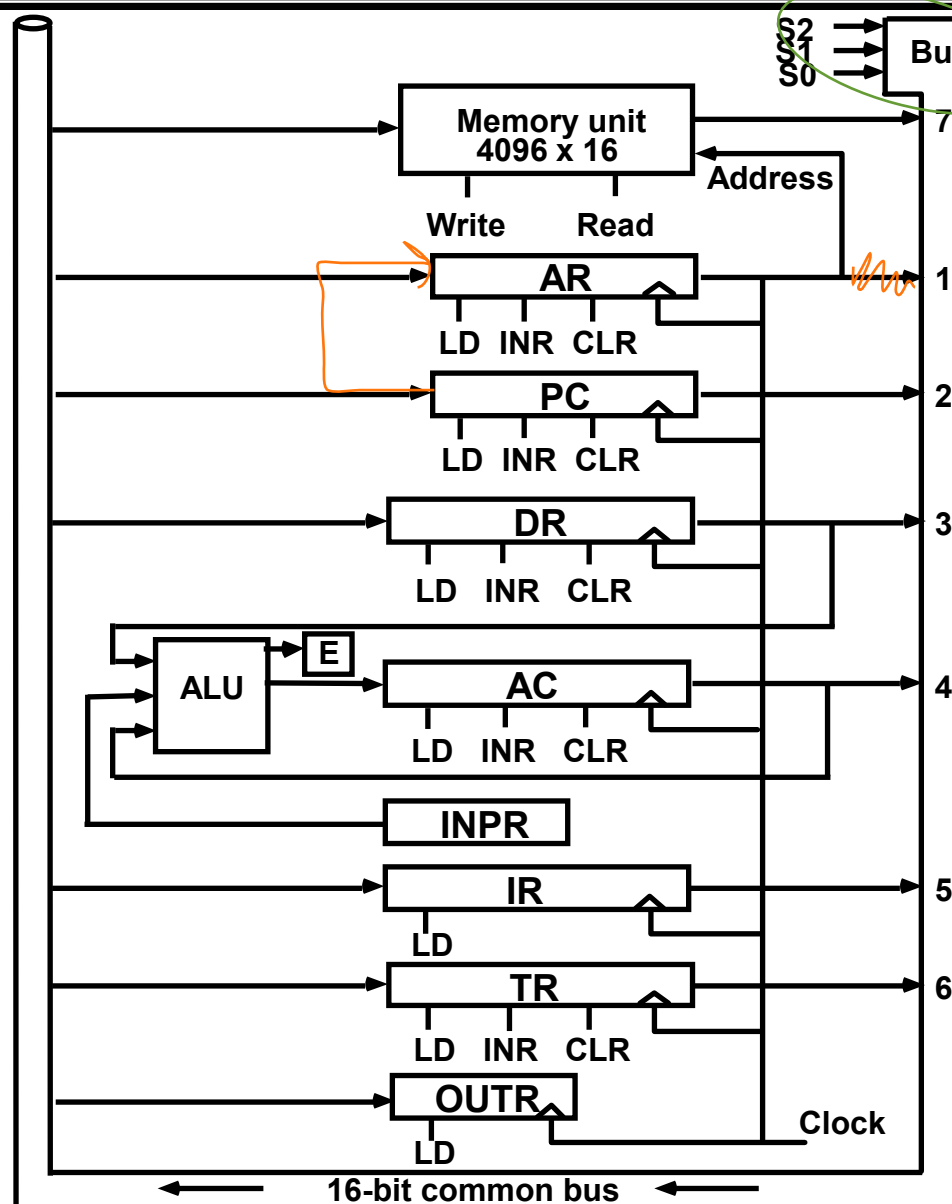 S2
S1
S0
Bu
Memory unit
4096 x 16
7
Address
Write Read
AR
1
LD INR CLR
PC
2
LD INR CLR
DR
3
LD INR CLR
E
ALU
AC
4
LD INR CLR
INPR
IR
5
LD
TR
6
LD INR CLR
OUTR
LD
Clock
16-bit common bus